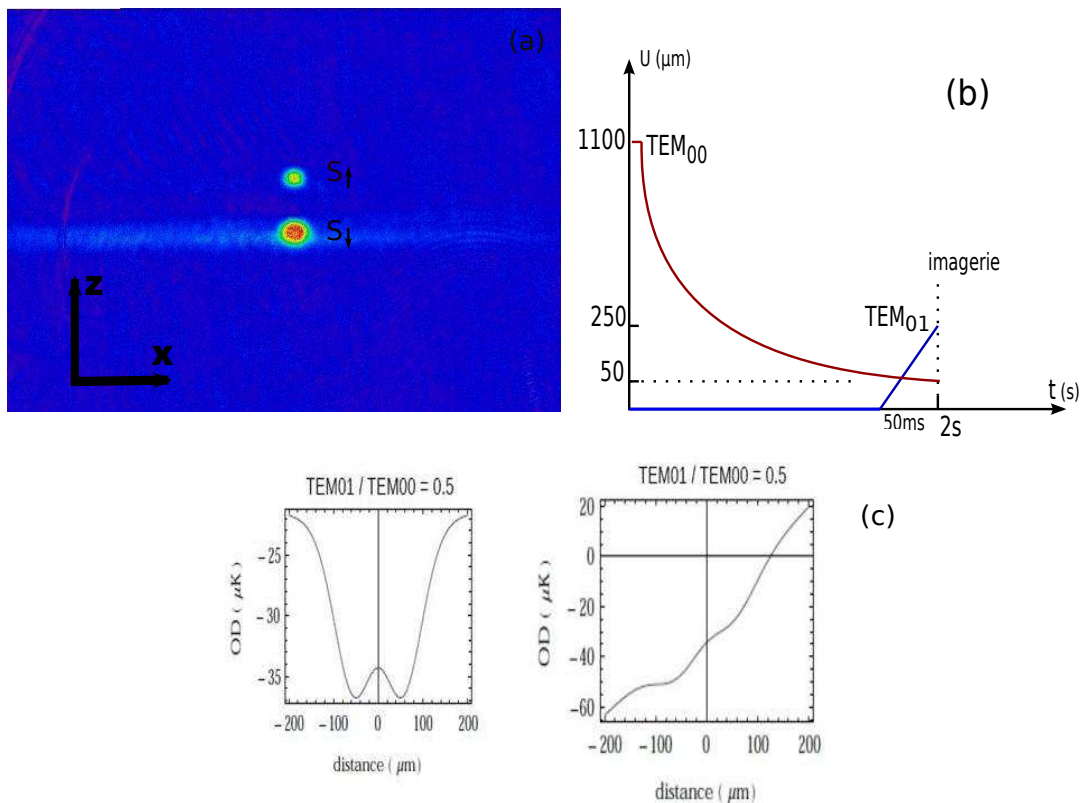 (a)
S↑
S↓
z
x
U (μm)
(b)
1100
TEM00
imagerie
250
TEM01
50
t (s)
50ms
2s
TEM01 / TEM00 = 0.5
OD ( μK )
-25
-30
-35
-200 -100 0 100 200
distance ( μm )
TEM01 / TEM00 = 0.5
(c)
OD ( μK )
20
0
-20
-40
-60
-200 -100 0 100 200
distance ( μm )